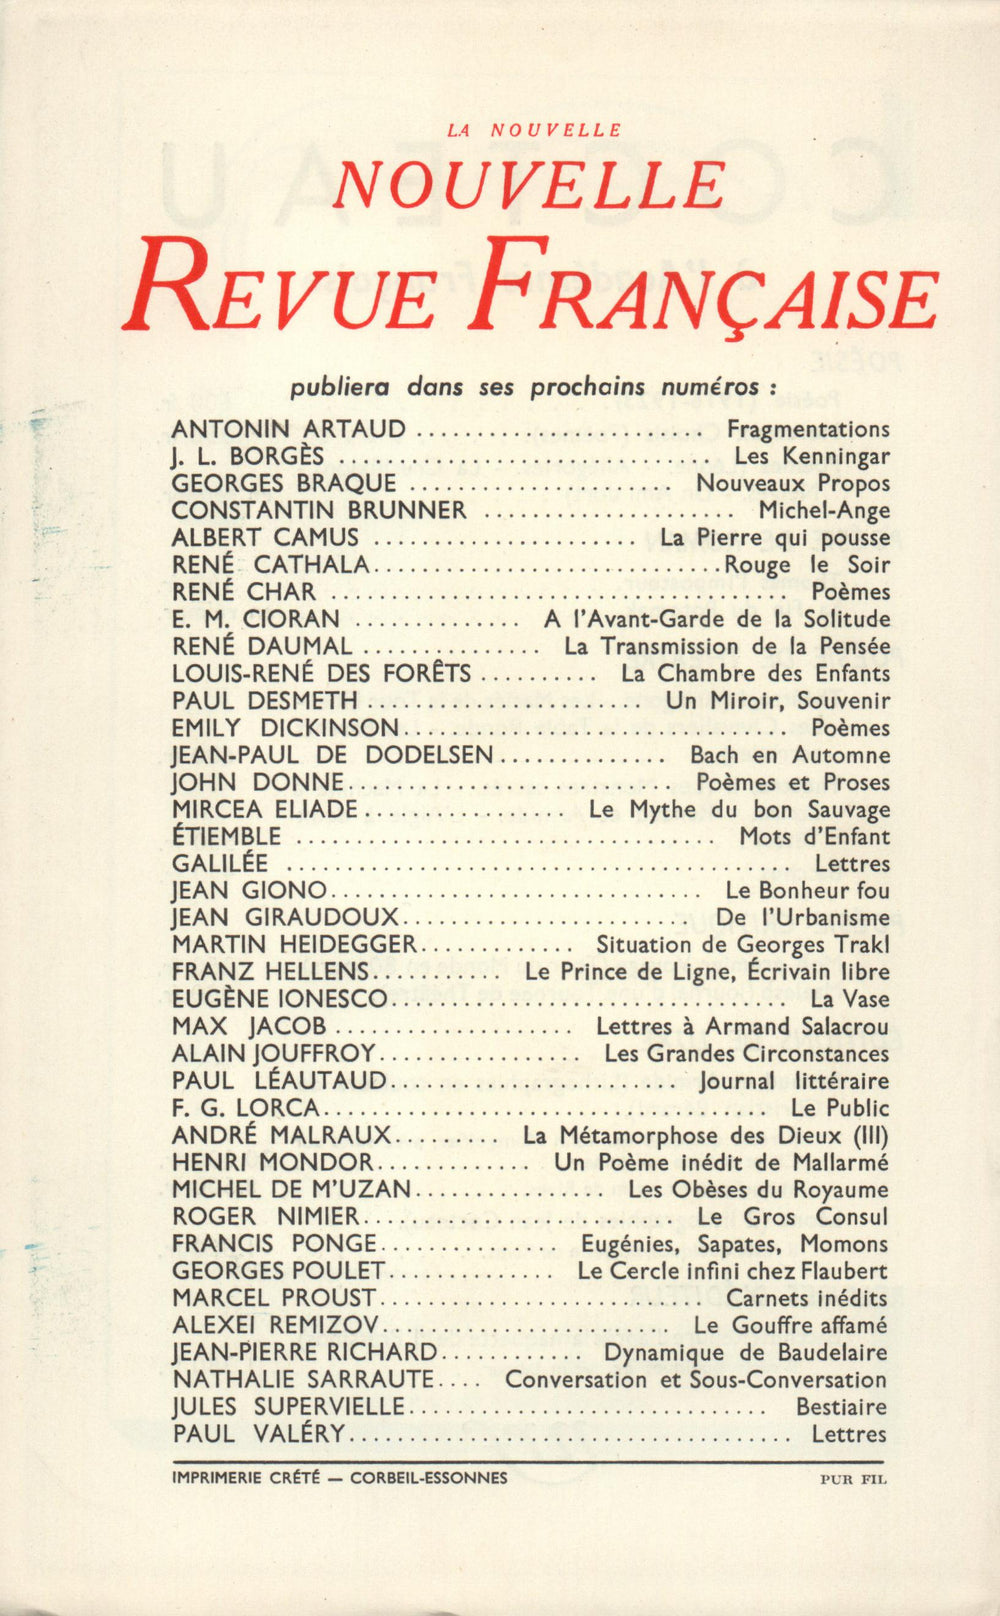 LA NOUVELLE
NOUVELLE
REVUE FRANÇAISE
publiera dans ses prochains numéros :
ANTONIN ARTAUD ........................ Fragmentations
J. L. BORGÈS ............................... Les Kenningar
GEORGES BRAQUE ...................... Nouveaux Propos
CONSTANTIN BRUNNER ..................... Michel-Ange
ALBERT CAMUS ...................... La Pierre qui pousse
RENÉ CATHALA............................. Rouge le Soir
RENÉ CHAR ...................................... Poèmes
E. M. CIORAN .............. A l'Avant-Garde de la Solitude
RENÉ DAUMAL ............... La Transmission de la Pensée
LOUIS-RENÉ DES FORÊTS .......... La Chambre des Enfants
PAUL DESMETH ....................... Un Miroir, Souvenir
EMILY DICKINSON................................ Poèmes
JEAN-PAUL DE DODELSEN.............. Bach en Automne
JOHN DONNE........................... Poèmes et Proses
MIRCEA ELIADE................. Le Mythe du bon Sauvage
ÉTIEMBLE ................................... Mots d'Enfant
GALILÉE .......................................... Lettres
JEAN GIONO............................... Le Bonheur fou
JEAN GIRAUDOUX........................ De l'Urbanisme
MARTIN HEIDEGGER............. Situation de Georges Trakl
FRANZ HELLENS........... Le Prince de Ligne, Écrivain libre
EUGÈNE IONESCO................................. La Vase
MAX JACOB .................... Lettres à Armand Salacrou
ALAIN JOUFFROY................. Les Grandes Circonstances
PAUL LÉAUTAUD........................ Journal littéraire
F. G. LORCA..................................... Le Public
ANDRÉ MALRAUX......... La Métamorphose des Dieux (III)
HENRI MONDOR............. Un Poème inédit de Mallarmé
MICHEL DE M'UZAN................ Les Obèses du Royaume
ROGER NIMIER.......................... Le Gros Consul
FRANCIS PONGE............... Eugénies, Sapates, Momons
GEORGES POULET.............. Le Cercle infini chez Flaubert
MARCEL PROUST........................... Carnets inédits
ALEXEI REMIZOV........................ Le Gouffre affamé
JEAN-PIERRE RICHARD............ Dynamique de Baudelaire
NATHALIE SARRAUTE.... Conversation et Sous-Conversation
JULES SUPERVIELLE.............................. Bestiaire
PAUL VALÉRY..................................... Lettres
IMPRIMERIE CRÉTÉ — CORBEIL-ESSONNES PUR FIL